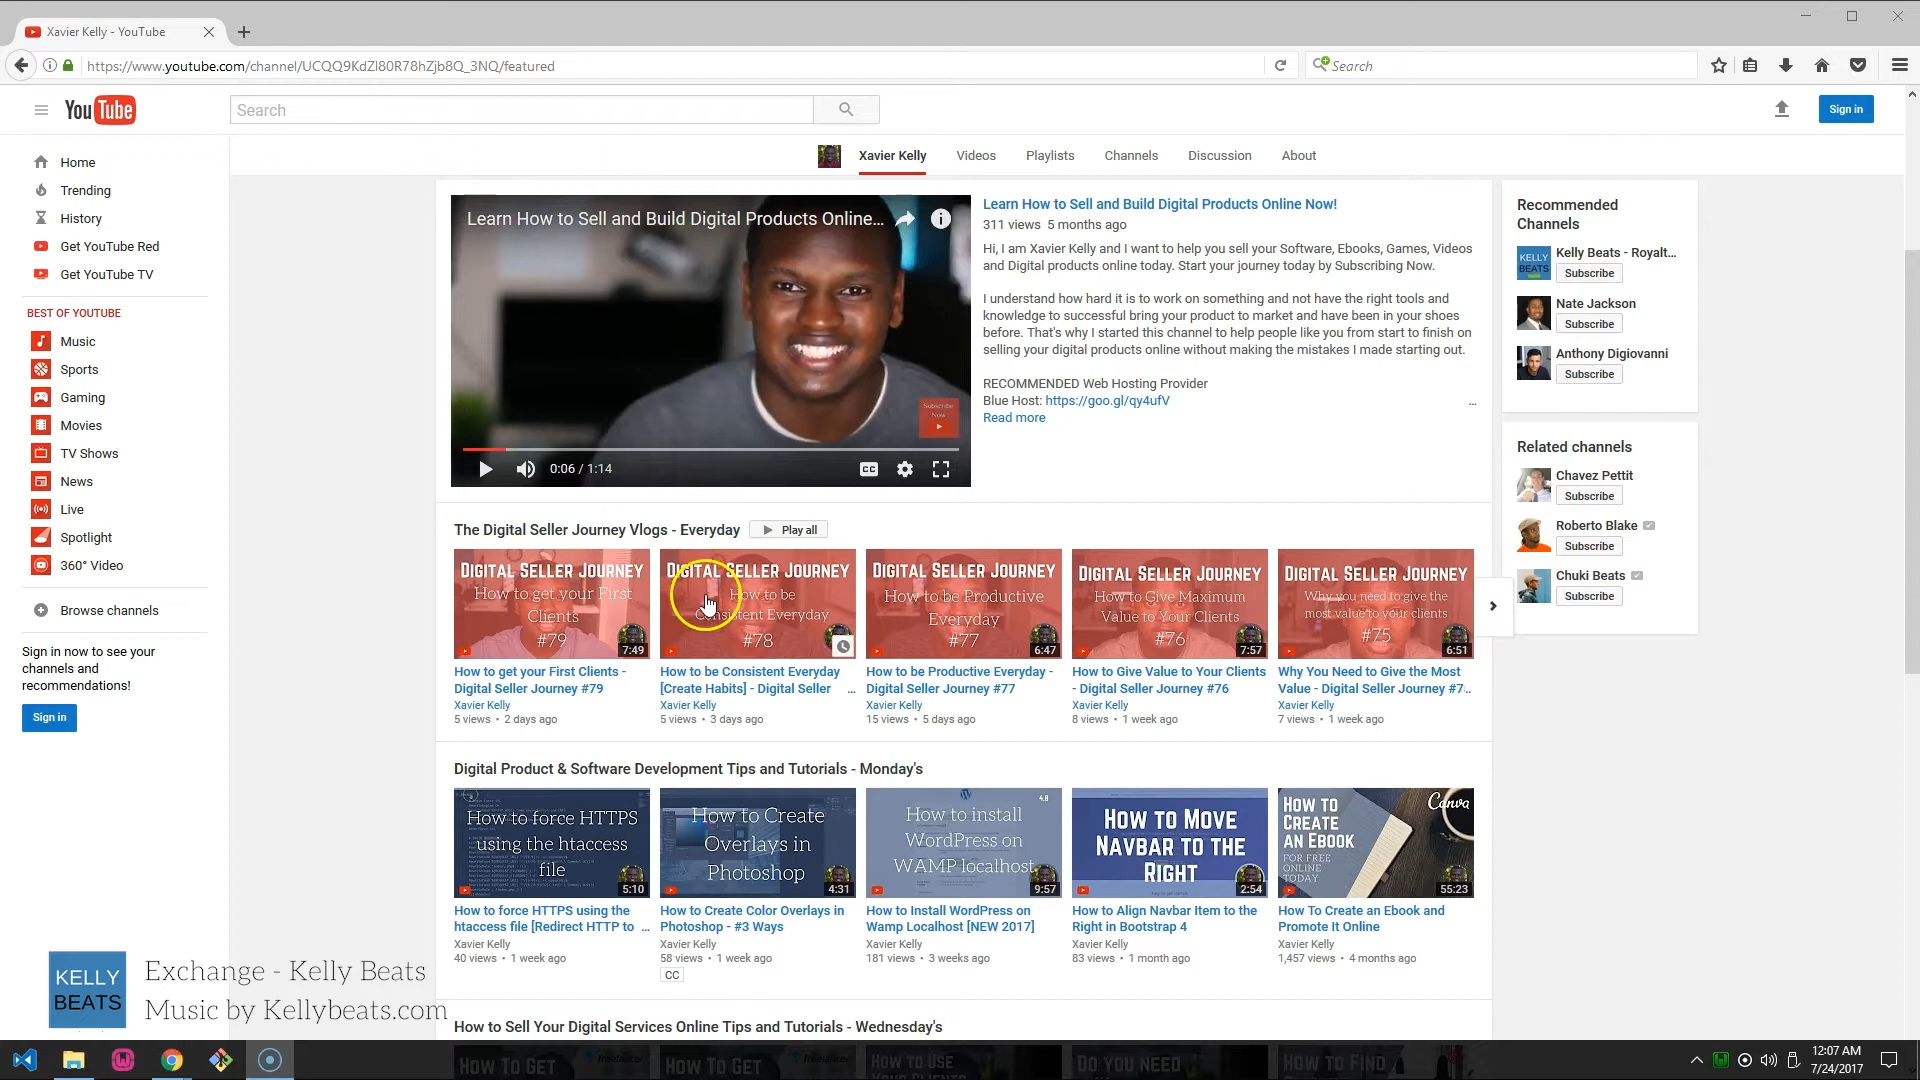 Xavier Kelly - YouTube
https://www.youtube.com/channel/UCQQ9KdZl80R78hZjb8Q_3NQ/featured
Search
YouTube
Search
Sign in
Xavier Kelly
Videos
Playlists
Channels
Discussion
About
Home
Trending
History
Get YouTube Red
Get YouTube TV
BEST OF YOUTUBE
Music
Sports
Gaming
Movies
TV Shows
News
Live
Spotlight
360° Video
Browse channels
Sign in now to see your
channels and
recommendations!
Sign in
Learn How to Sell and Build Digital Products Online...
Subscribe
Now
0:06 / 1:14
CC
Learn How to Sell and Build Digital Products Online Now!
311 views 5 months ago
Hi, I am Xavier Kelly and I want to help you sell your Software, Ebooks, Games, Videos
and Digital products online today. Start your journey today by Subscribing Now.
I understand how hard it is to work on something and not have the right tools and
knowledge to successful bring your product to market and have been in your shoes
before. That's why I started this channel to help people like you from start to finish on
selling your digital products online without making the mistakes I made starting out.
RECOMMENDED Web Hosting Provider
Blue Host: https://goo.gl/qy4ufV
...
Read more
Recommended
Channels
KELLY
BEATS
Kelly Beats - Royalt...
Subscribe
Nate Jackson
Subscribe
Anthony Digiovanni
Subscribe
Related channels
Chavez Pettit
Subscribe
Roberto Blake
Subscribe
Chuki Beats
Subscribe
The Digital Seller Journey Vlogs - Everyday
Play all
DIGITAL SELLER JOURNEY
How to get your First
Clients
#79
7:49
How to get your First Clients -
Digital Seller Journey #79
Xavier Kelly
5 views • 2 days ago
DIGITAL SELLER JOURNEY
How to be
Consistent Everyday
#78
How to be Consistent Everyday
[Create Habits] - Digital Seller ...
Xavier Kelly
5 views • 3 days ago
DIGITAL SELLER JOURNEY
How to be Productive
Everyday
#77
6:47
How to be Productive Everyday -
Digital Seller Journey #77
Xavier Kelly
15 views • 5 days ago
DIGITAL SELLER JOURNEY
How to Give Maximum
Value to Your Clients
#76
7:57
How to Give Value to Your Clients
- Digital Seller Journey #76
Xavier Kelly
8 views • 1 week ago
DIGITAL SELLER JOURNEY
Why you need to give the
most value to your clients
#75
6:51
Why You Need to Give the Most
Value - Digital Seller Journey #7...
Xavier Kelly
7 views • 1 week ago
Digital Product & Software Development Tips and Tutorials - Monday's
How to force HTTPS
using the htaccess
file
5:10
How to force HTTPS using the
htaccess file [Redirect HTTP to ...
Xavier Kelly
40 views • 1 week ago
How to Create
Overlays in
Photoshop
4:31
How to Create Color Overlays in
Photoshop - #3 Ways
Xavier Kelly
58 views • 1 week ago
CC
4.8
How to install
WordPress on
WAMP localhost
9:57
How to Install WordPress on
Wamp Localhost [NEW 2017]
Xavier Kelly
181 views • 3 weeks ago
HOW TO MOVE
NAVBAR TO THE
RIGHT
2:54
How to Align Navbar Item to the
Right in Bootstrap 4
Xavier Kelly
83 views • 1 month ago
HOW TO
CREATE
AN EBOOK
FOR FREE
ONLINE
TODAY
Canva
55:23
How To Create an Ebook and
Promote It Online
Xavier Kelly
1,457 views • 4 months ago
KELLY
BEATS
Exchange - Kelly Beats
Music by Kellybeats.com
How to Sell Your Digital Services Online Tips and Tutorials - Wednesday's
HOW TO GET
freelancer
HOW TO GET
freelancer
HOW TO USE
DO YOU NEED
HOW TO FIND
12:07 AM
7/24/2017